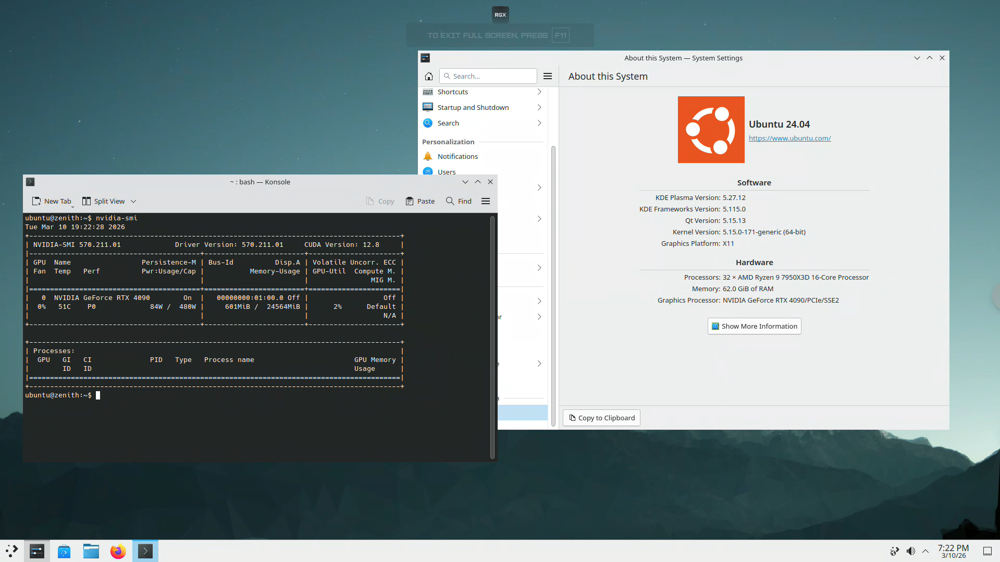 RGX
TO EXIT FULL SCREEN, PRESS F11
About this System — System Settings
Search...
About this System
Shortcuts
Startup and Shutdown
Search
Personalization
Notifications
Users
Ubuntu 24.04
https://www.ubuntu.com/
Software
KDE Plasma Version: 5.27.12
KDE Frameworks Version: 5.115.0
Qt Version: 5.15.13
Kernel Version: 5.15.0-171-generic (64-bit)
Graphics Platform: X11
Hardware
Processors: 32 × AMD Ryzen 9 7950X3D 16-Core Processor
Memory: 62.0 GiB of RAM
Graphics Processor: NVIDIA GeForce RTX 4090/PCIe/SSE2
Show More Information
Copy to Clipboard
~ : bash — Konsole
New Tab Split View Copy Paste Find
ubuntu@zenith:~$ nvidia-smi
Tue Mar 10 19:22:28 2026
+-----------------------------------------------------------------------------------------+
| NVIDIA-SMI 570.211.01             Driver Version: 570.211.01     CUDA Version: 12.8     |
|-----------------------------------------+------------------------+----------------------+
| GPU  Name                 Persistence-M | Bus-Id          Disp.A | Volatile Uncorr. ECC |
| Fan  Temp   Perf          Pwr:Usage/Cap |           Memory-Usage | GPU-Util  Compute M. |
|                                         |                        |               MIG M. |
|=========================================+========================+======================|
|   0  NVIDIA GeForce RTX 4090        On  |   00000000:01:00.0 Off |                  Off |
|  0%   51C    P0             84W /  480W |     601MiB /  24564MiB |      2%      Default |
|                                         |                        |                  N/A |
+-----------------------------------------+------------------------+----------------------+
+-----------------------------------------------------------------------------------------+
| Processes:                                                                              |
|  GPU   GI   CI              PID   Type   Process name                        GPU Memory |
|        ID   ID                                                               Usage      |
|=========================================================================================|
+-----------------------------------------------------------------------------------------+
ubuntu@zenith:~$
7:22 PM
3/10/26